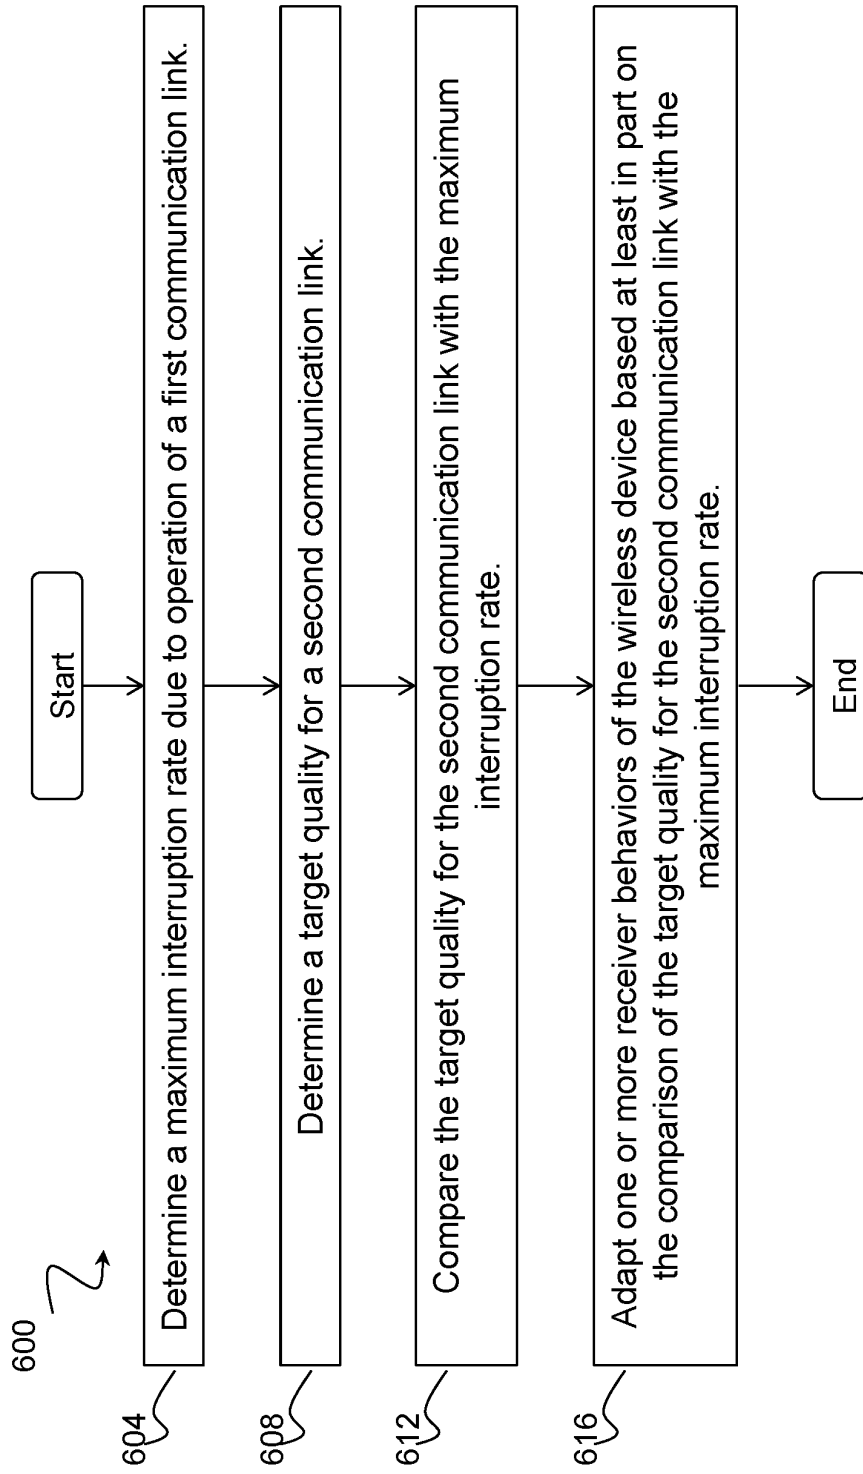 600
Start
604
Determine a maximum interruption rate due to operation of a first communication link.
608
Determine a target quality for a second communication link.
612
Compare the target quality for the second communication link with the maximum
interruption rate.
616
Adapt one or more receiver behaviors of the wireless device based at least in part on
the comparison of the target quality for the second communication link with the
maximum interruption rate.
End